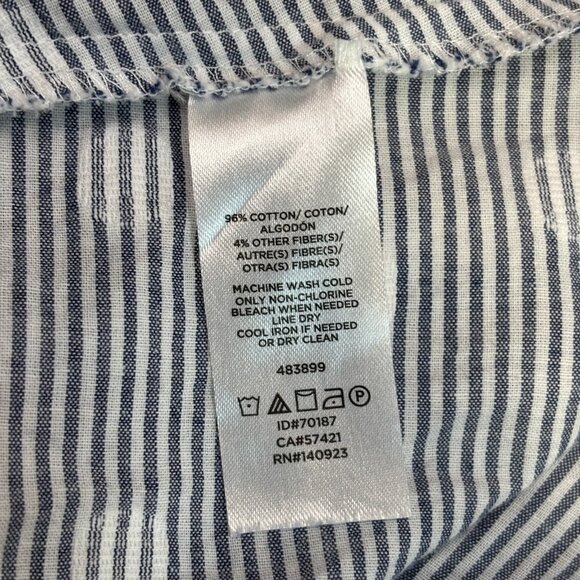 96% COTTON/ COTON/
ALGODÓN
4% OTHER FIBER(S)/
AUTRE(S) FIBRE(S)/
OTRA(S) FIBRA(S)
MACHINE WASH COLD
ONLY NON-CHLORINE
BLEACH WHEN NEEDED
LINE DRY
COOL IRON IF NEEDED
OR DRY CLEAN
483899
P
ID#70187
CA#57421
RN#140923